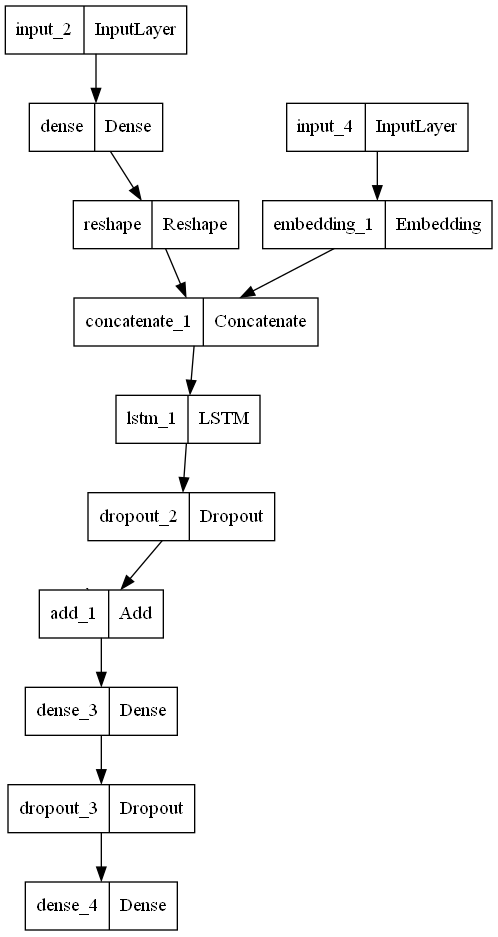 input_2 InputLayer
dense Dense
input_4 InputLayer
reshape Reshape
embedding_1 Embedding
concatenate_1 Concatenate
lstm_1 LSTM
dropout_2 Dropout
add_1 Add
dense_3 Dense
dropout_3 Dropout
dense_4 Dense